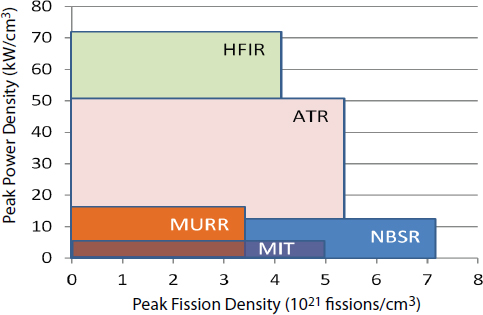 Peak Power Density (kW/cm³)
80
70
60
50
40
30
20
10
0
HFIR
ATR
MURR
NBSR
MIT
0 1 2 3 4 5 6 7 8
Peak Fission Density (10²¹ fissions/cm³)